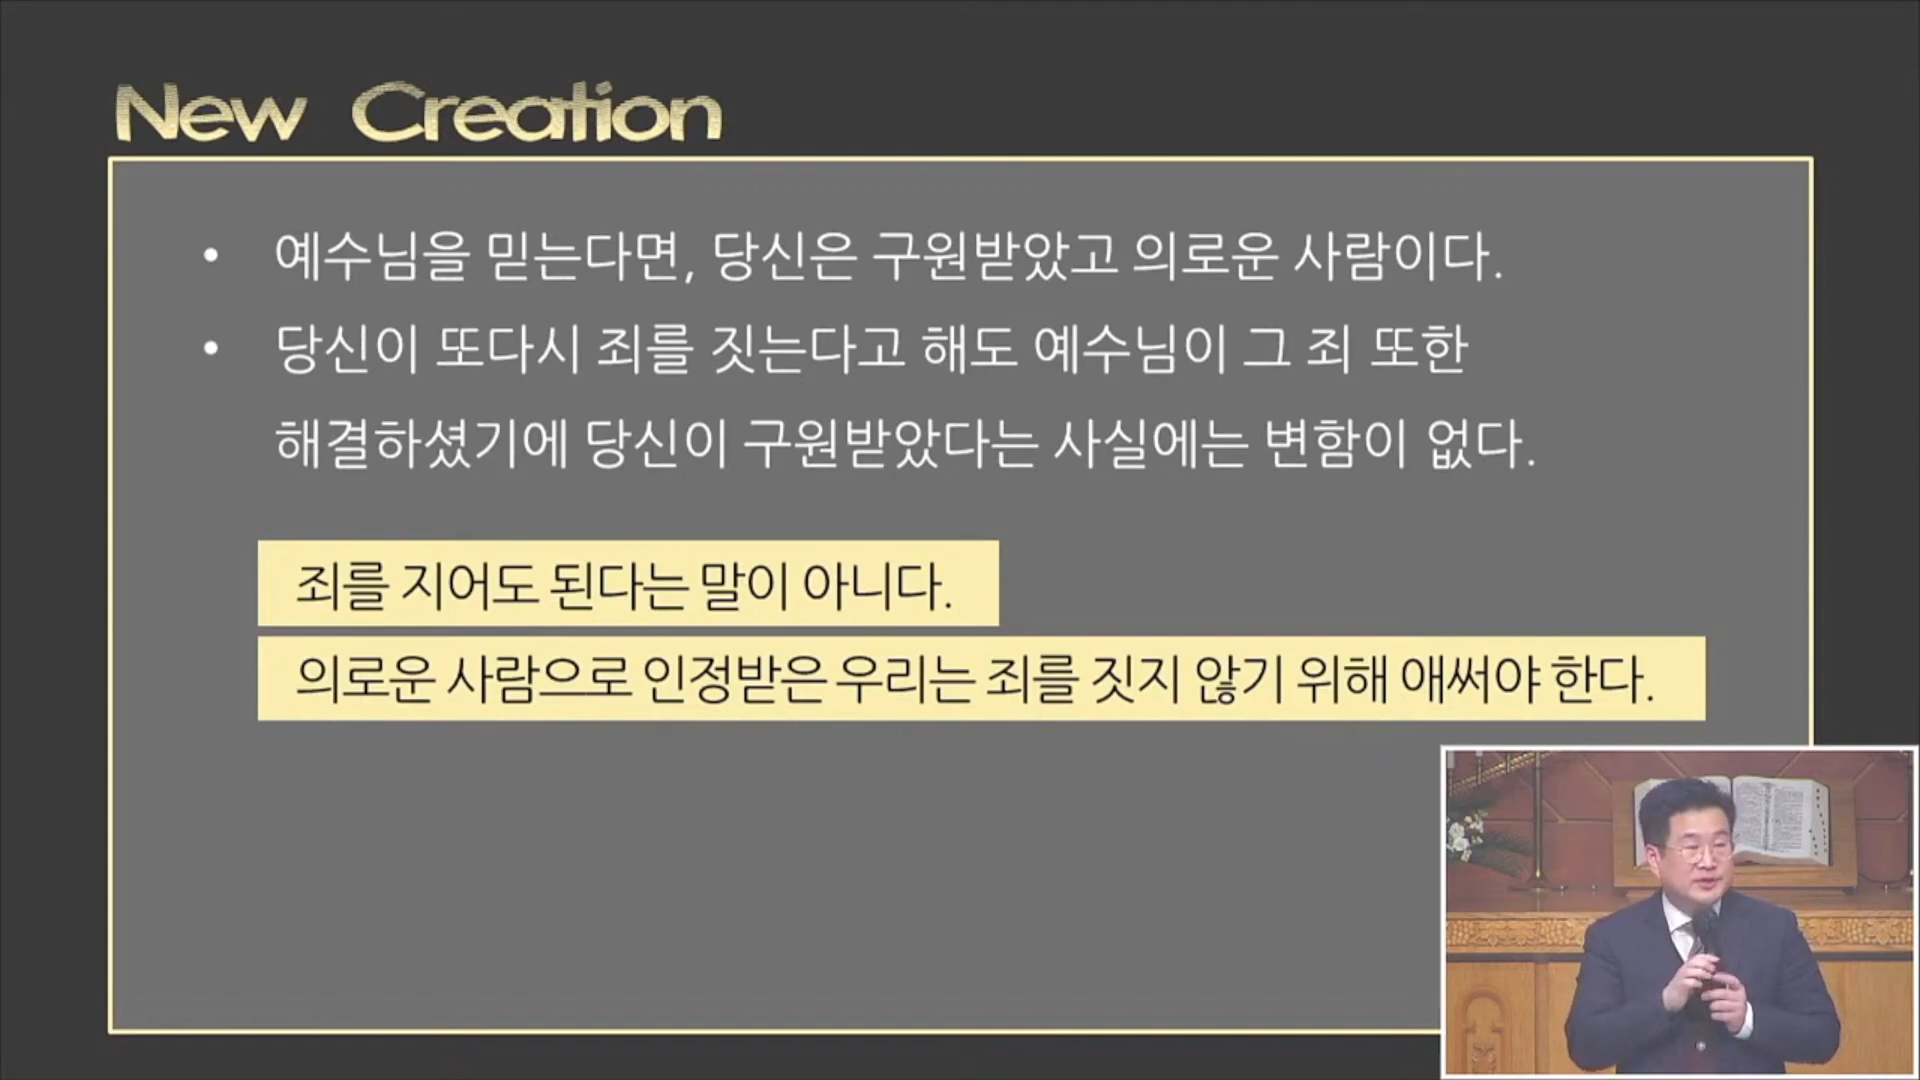 New Creation
• 예수님을 믿는다면, 당신은 구원받았고 의로운 사람이다.
• 당신이 또다시 죄를 짓는다고 해도 예수님이 그 죄 또한
해결하셨기에 당신이 구원받았다는 사실에는 변함이 없다.
죄를 지어도 된다는 말이 아니다.
의로운 사람으로 인정받은 우리는 죄를 짓지 않기 위해 애써야 한다.